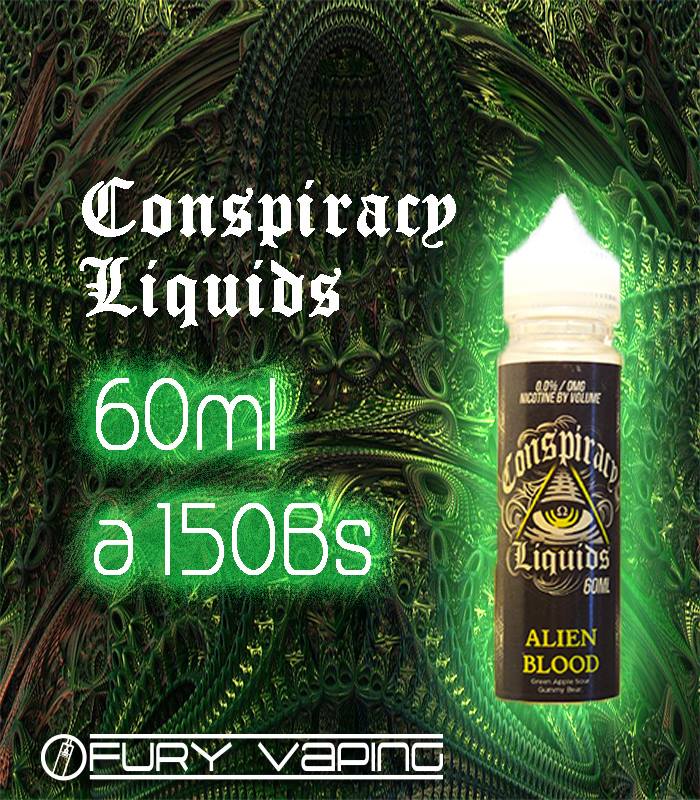 Conspiracy
Liquids
60ml
a 150Bs
0.0% / 0MG
NICOTINE BY VOLUME
Conspiracy
Liquids
60ML
ALIEN
BLOOD
Green Apple Sour
Gummy Bear
FURY VAPING